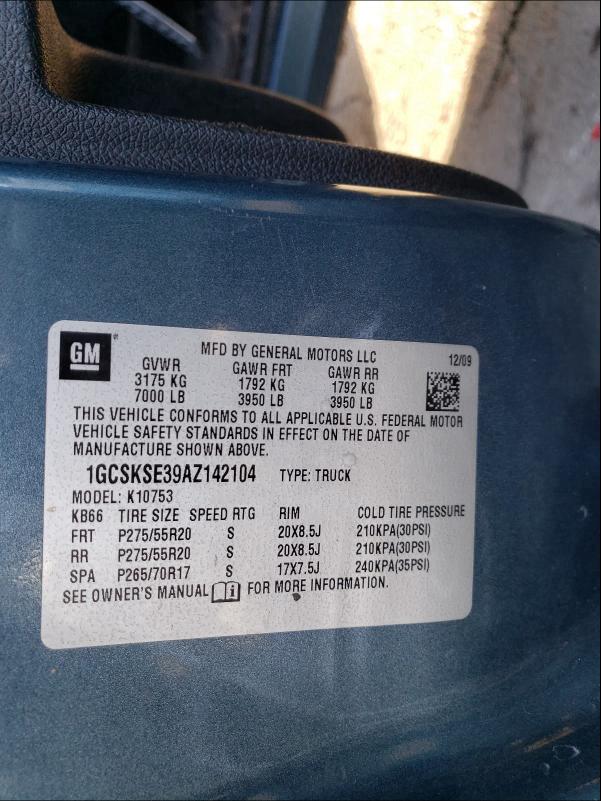 GM
MFD BY GENERAL MOTORS LLC 12/09
GVWR GAWR FRT GAWR RR
3175 KG 1792 KG 1792 KG
7000 LB 3950 LB 3950 LB
THIS VEHICLE CONFORMS TO ALL APPLICABLE U.S. FEDERAL MOTOR
VEHICLE SAFETY STANDARDS IN EFFECT ON THE DATE OF
MANUFACTURE SHOWN ABOVE.
1GCSKSE39AZ142104 TYPE: TRUCK
MODEL: K10753
KB66 TIRE SIZE SPEED RTG RIM COLD TIRE PRESSURE
FRT P275/55R20 S 20X8.5J 210KPA(30PSI)
RR P275/55R20 S 20X8.5J 210KPA(30PSI)
SPA P265/70R17 S 17X7.5J 240KPA(35PSI)
SEE OWNER'S MANUAL FOR MORE INFORMATION.